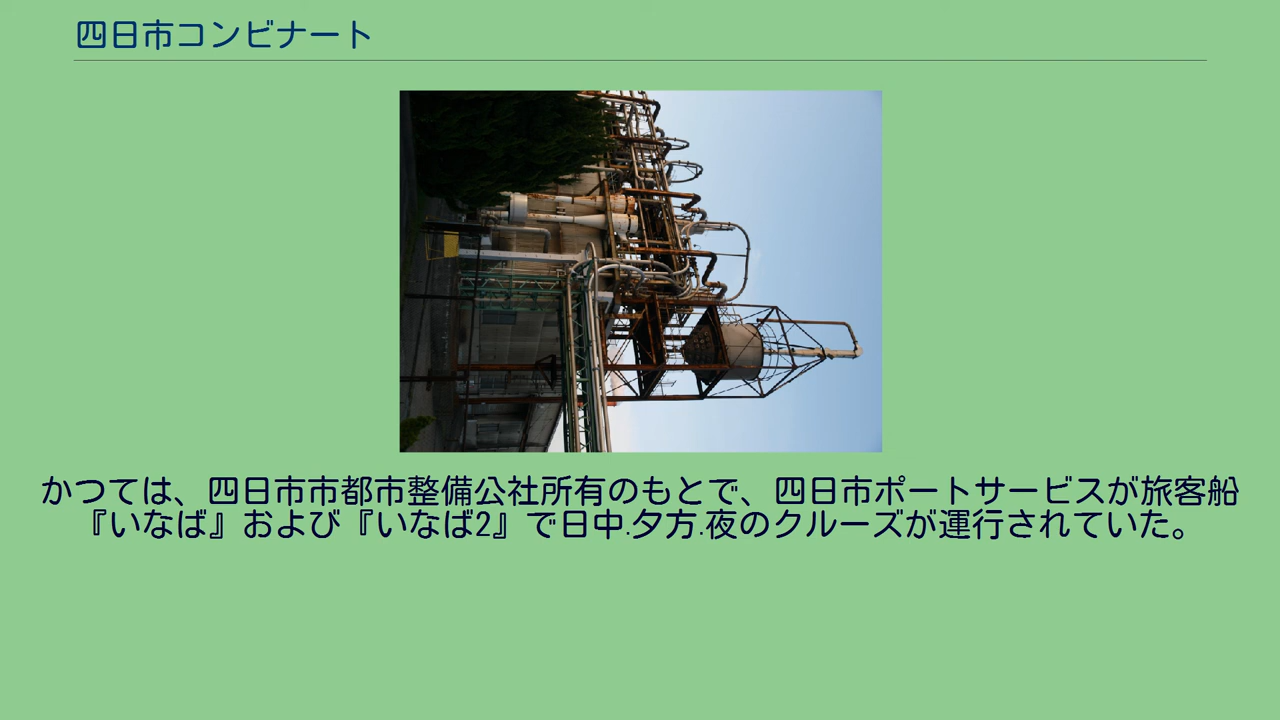 四日市コンビナート
かつては、四日市市都市整備公社所有のもとで、四日市ポートサービスが旅客船
『いなば』および『いなば2』で日中.夕方.夜のクルーズが運行されていた。